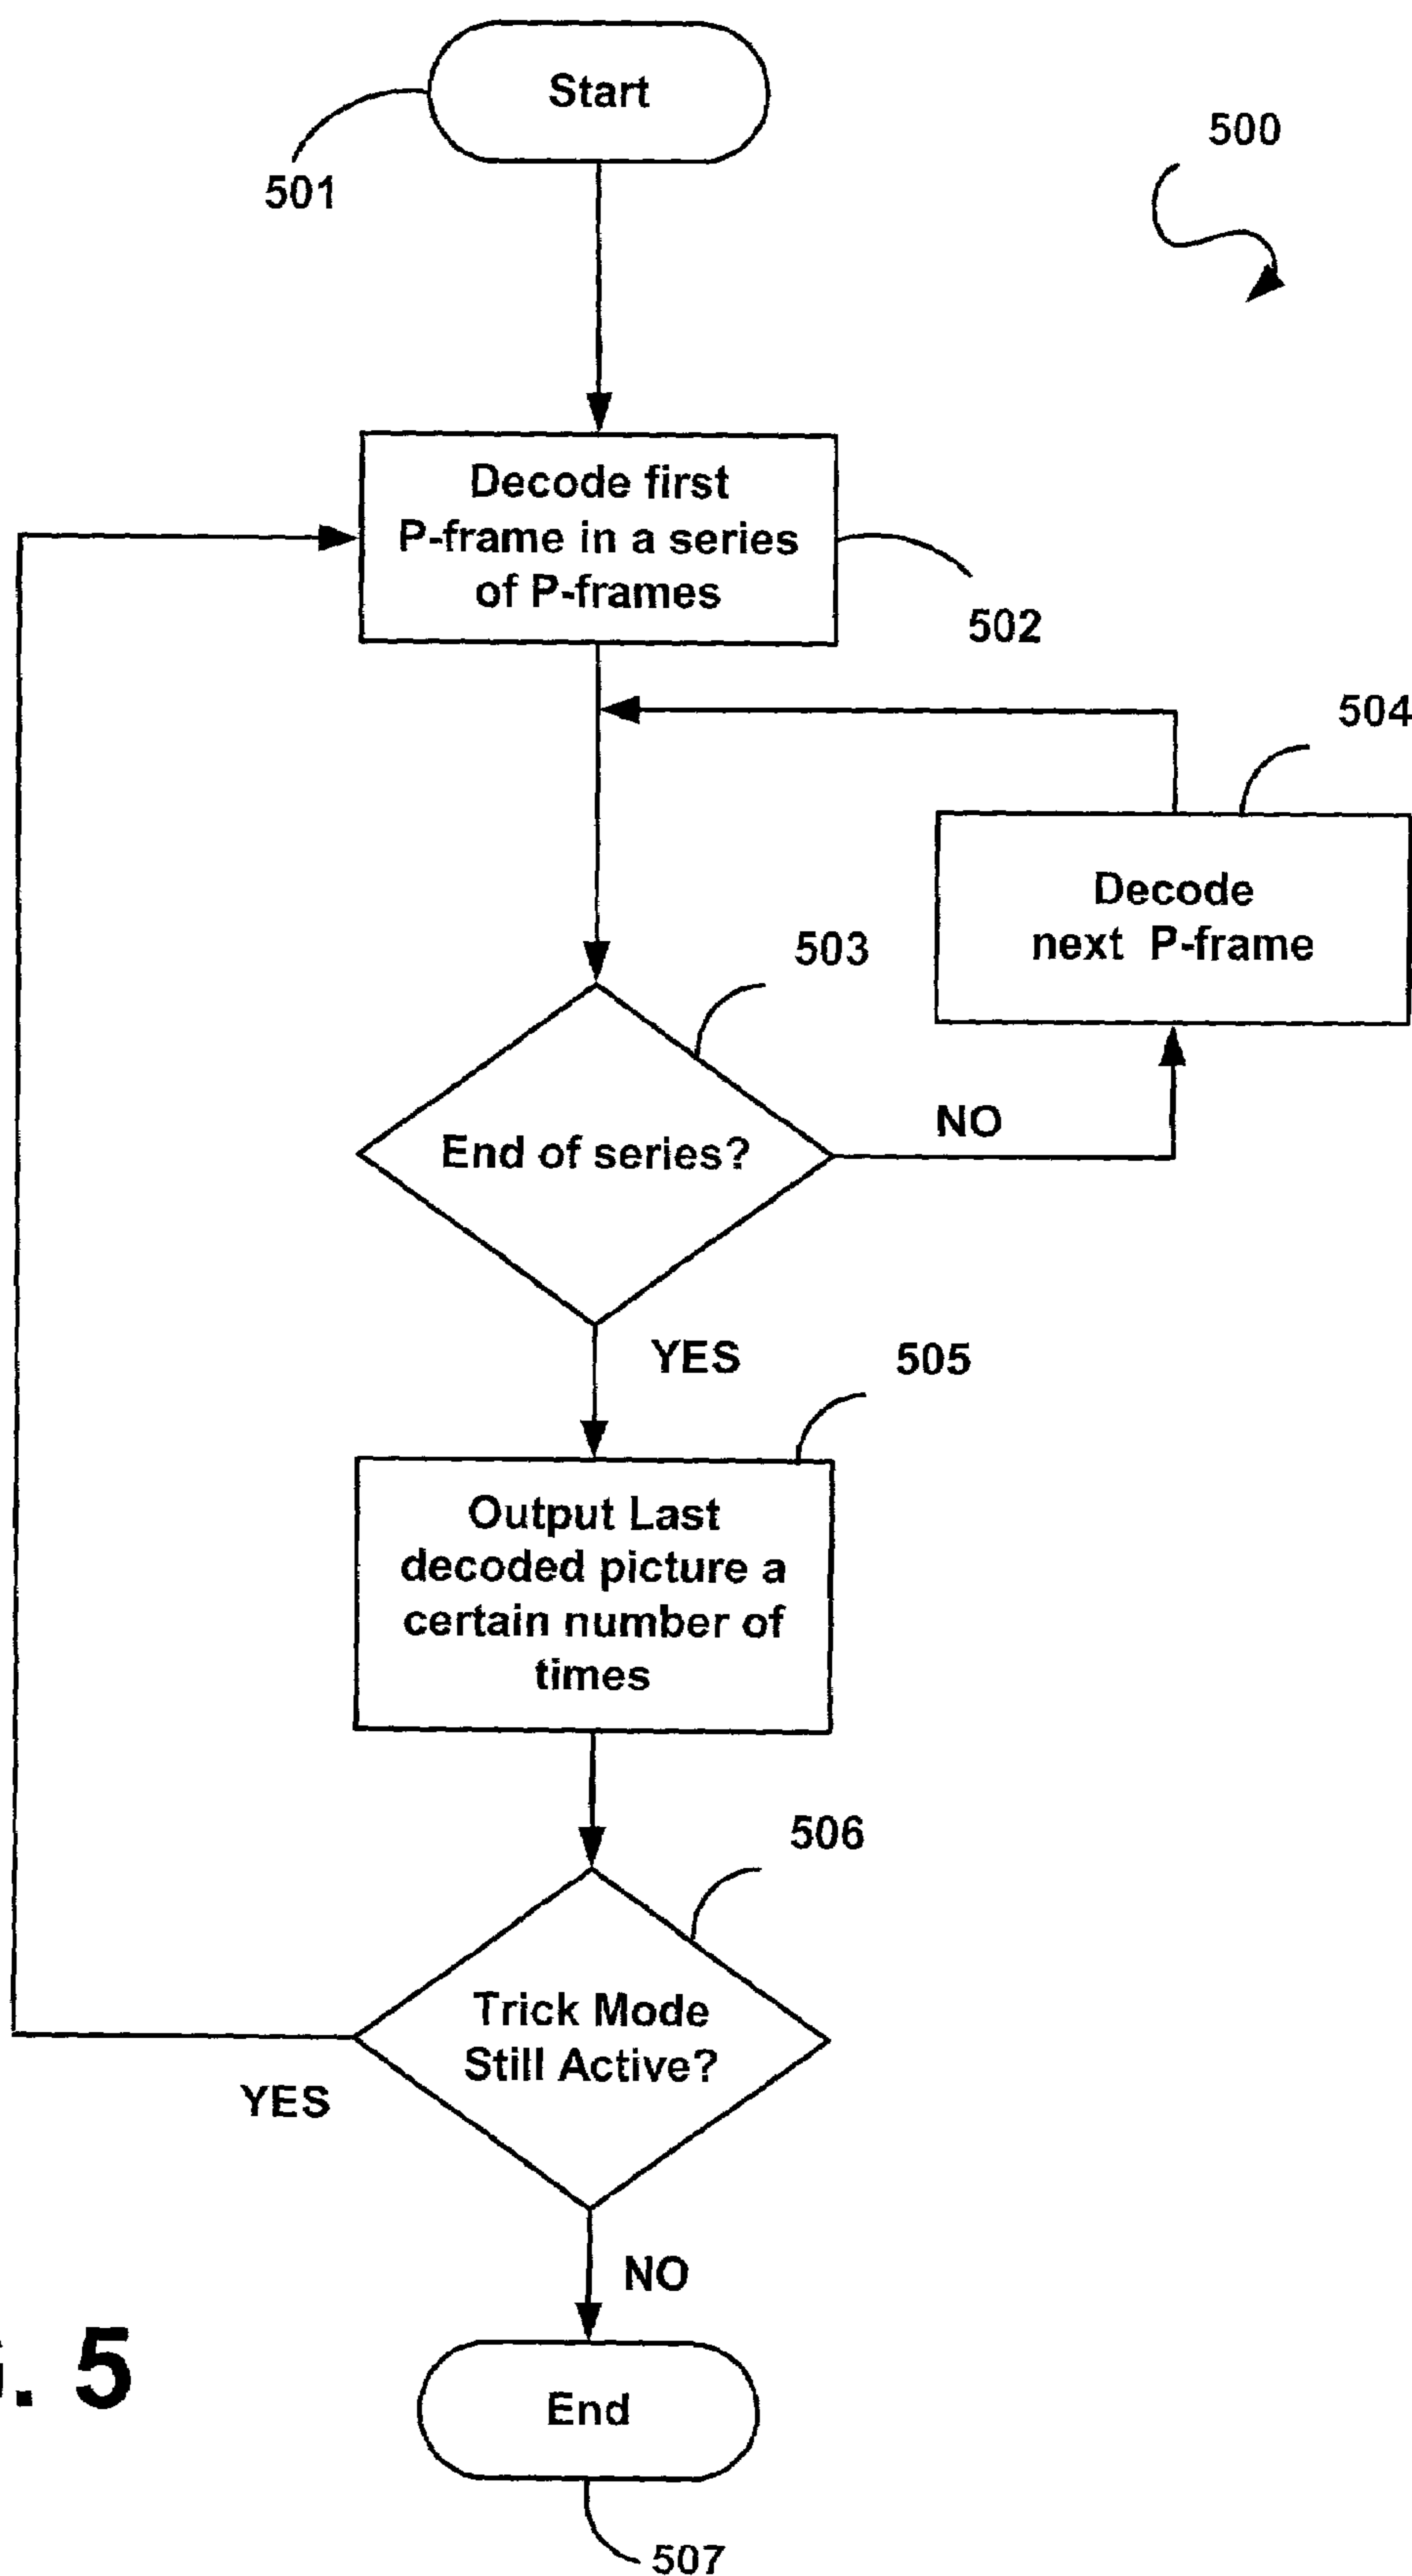 Start
501
500
Decode first
P-frame in a series
of P-frames
502
504
Decode
next P-frame
503
End of series?
NO
YES
505
Output Last
decoded picture a
certain number of
times
506
Trick Mode
Still Active?
YES
NO
. 5
End
507